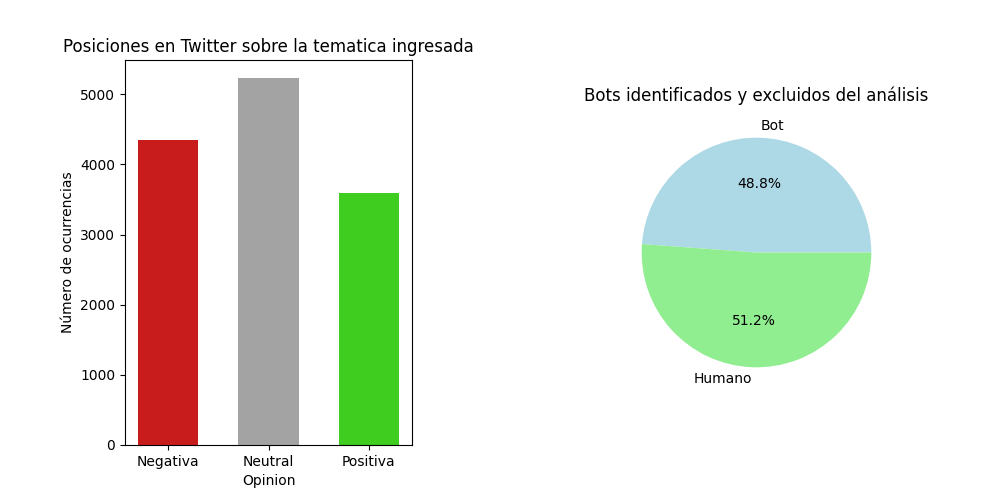 Posiciones en Twitter sobre la tematica ingresada
Número de ocurrencias
5000
4000
3000
2000
1000
0
Negativa
Neutral
Positiva
Opinion
Bots identificados y excluidos del análisis
Bot
48.8%
51.2%
Humano